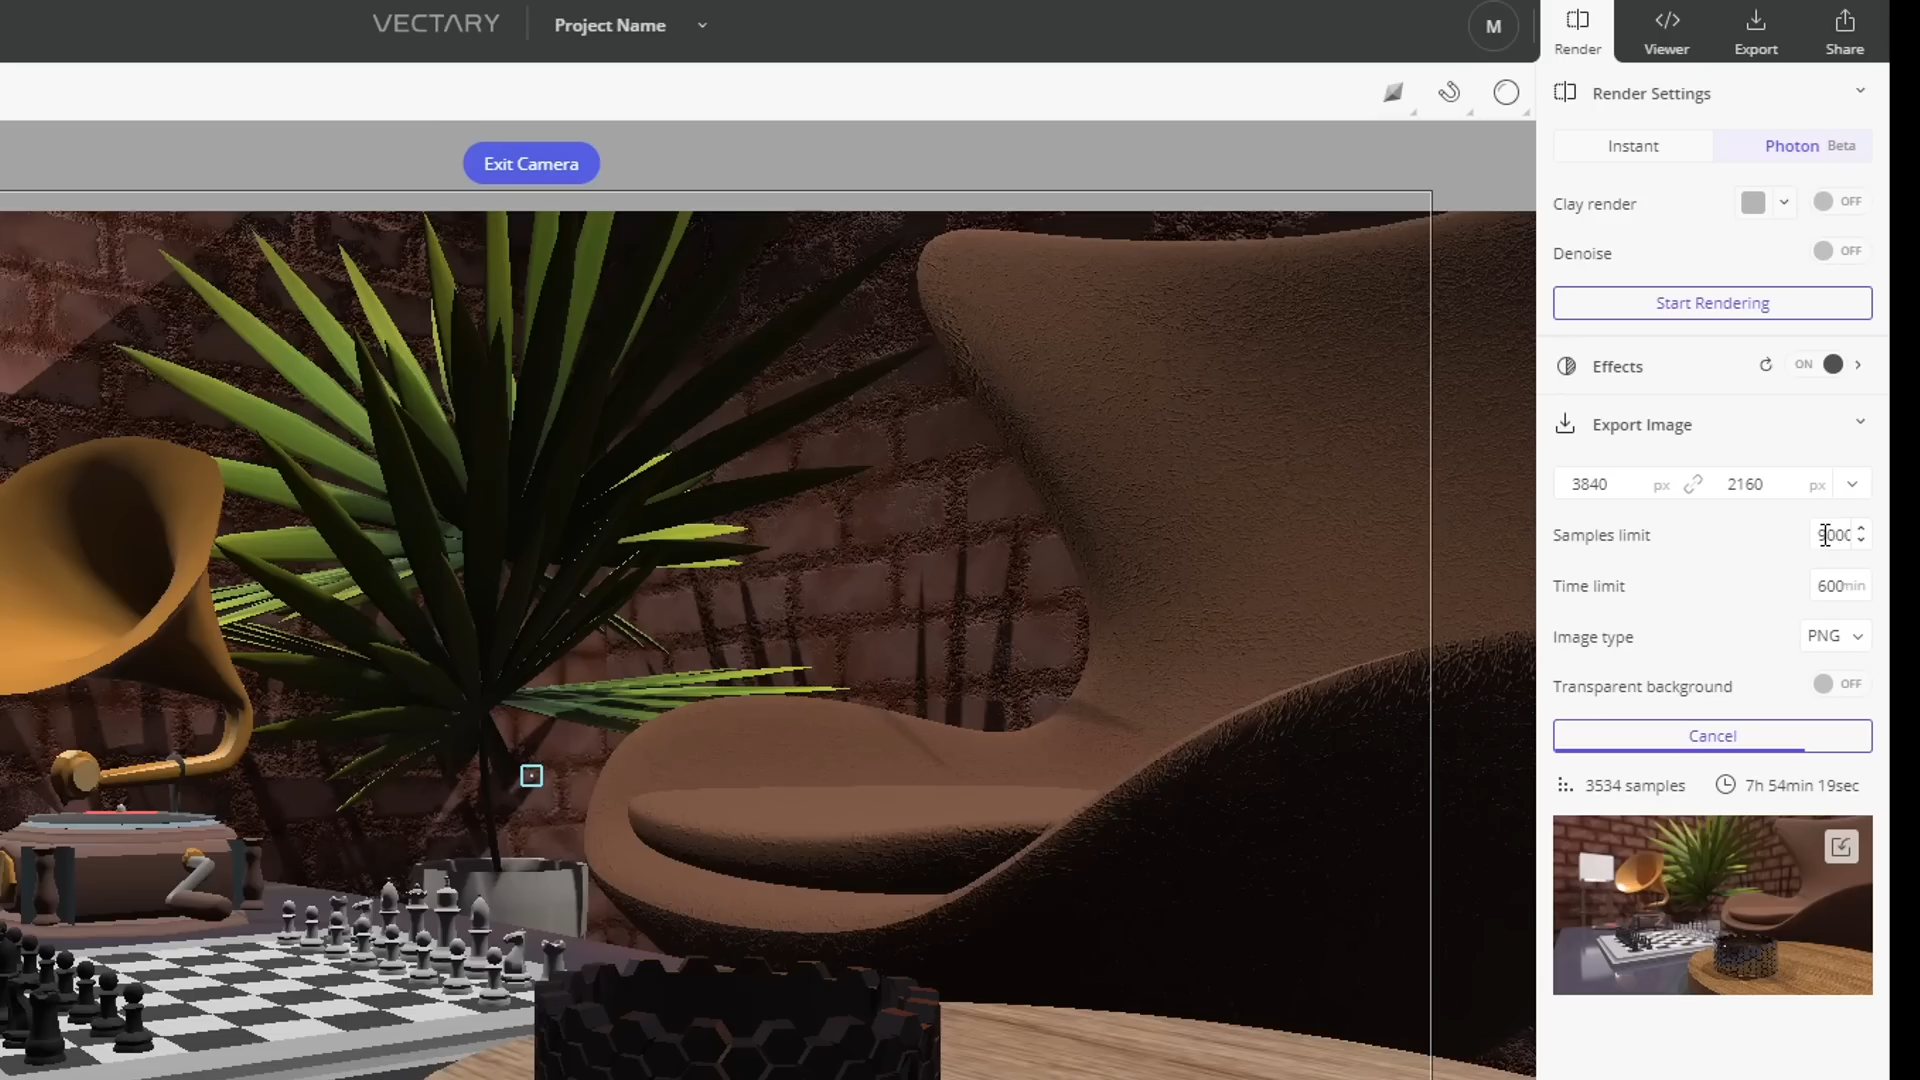 VECTARY
Project Name
M
Render
Viewer
Export
Share
Render Settings
Exit Camera
Instant
Photon Beta
Clay render
OFF
Denoise
OFF
Start Rendering
Effects
ON
Export Image
3840 px 2160 px
Samples limit 9000
Time limit 600min
Image type PNG
Transparent background OFF
Cancel
3534 samples 7h 54min 19sec